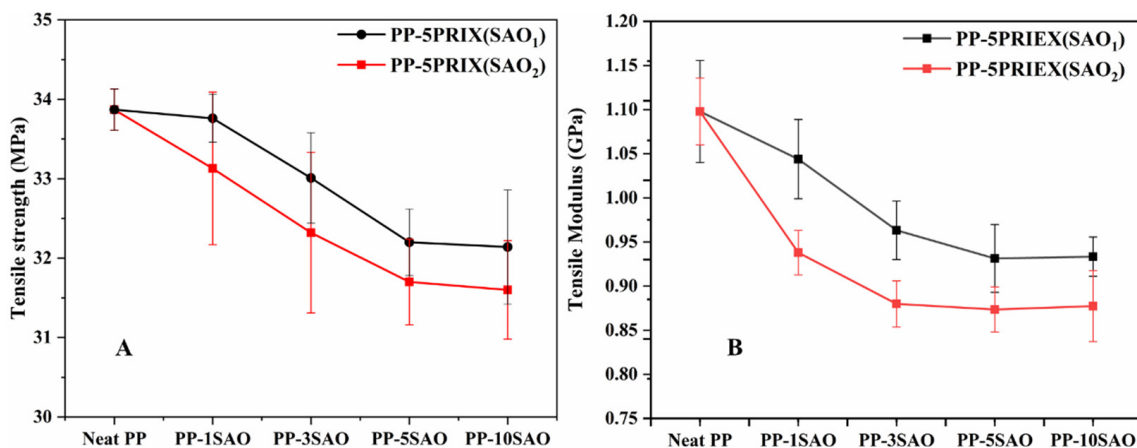 35
34
33
32
31
30
Tensile strength (MPa)
PP-5PRIX(SAO₁)
PP-5PRIX(SAO₂)
A
Neat PP PP-1SAO PP-3SAO PP-5SAO PP-10SAO
1.20
1.15
1.10
1.05
1.00
0.95
0.90
0.85
0.80
0.75
Tensile Modulus (GPa)
PP-5PRIEX(SAO₁)
PP-5PRIEX(SAO₂)
B
Neat PP PP-1SAO PP-3SAO PP-5SAO PP-10SAO